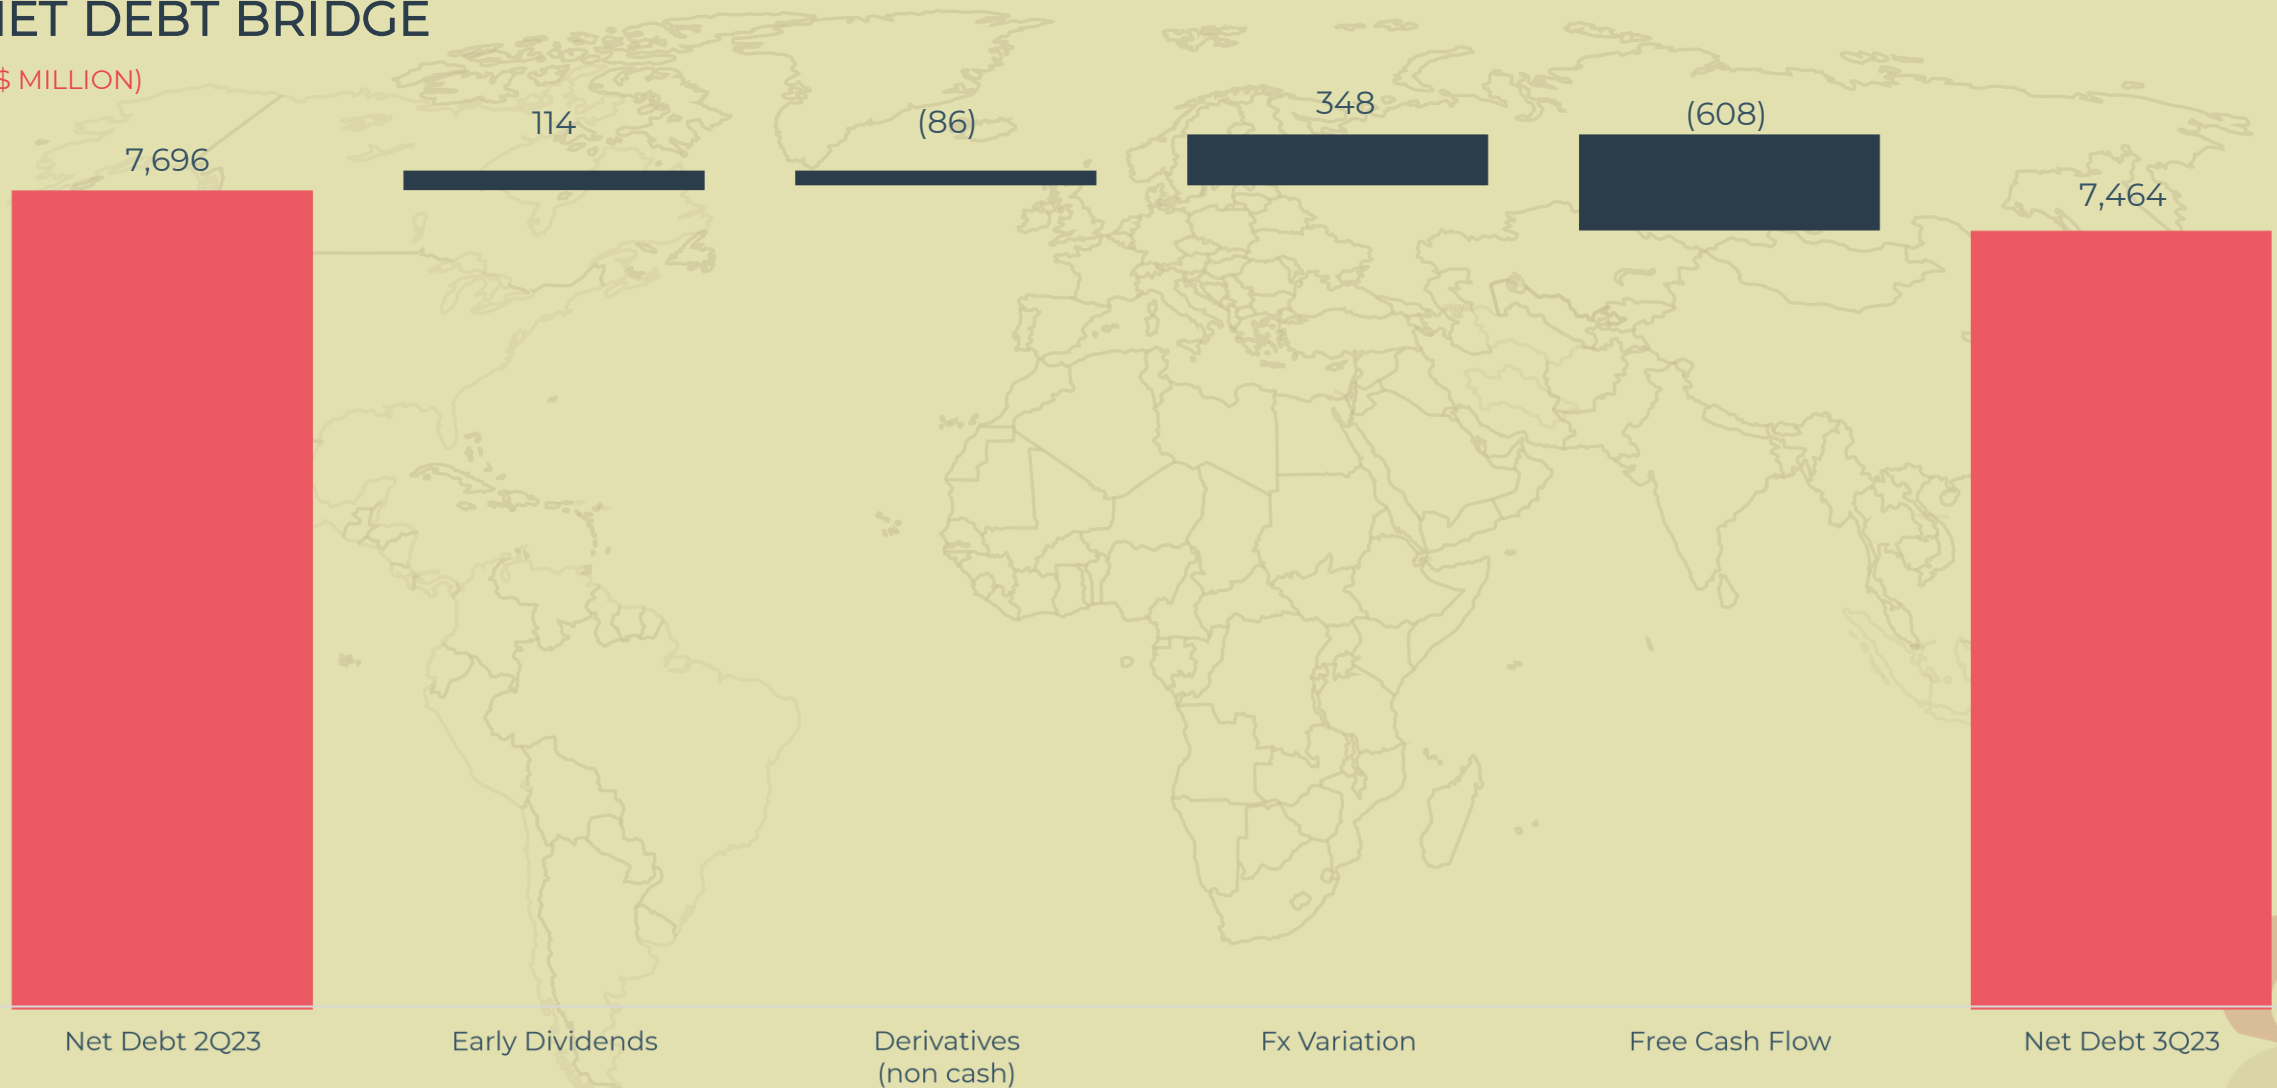 NET DEBT BRIDGE
$ MILLION)
7,696
114
(86)
348
(608)
7,464
Net Debt 2Q23
Early Dividends
Derivatives
(non cash)
Fx Variation
Free Cash Flow
Net Debt 3Q23